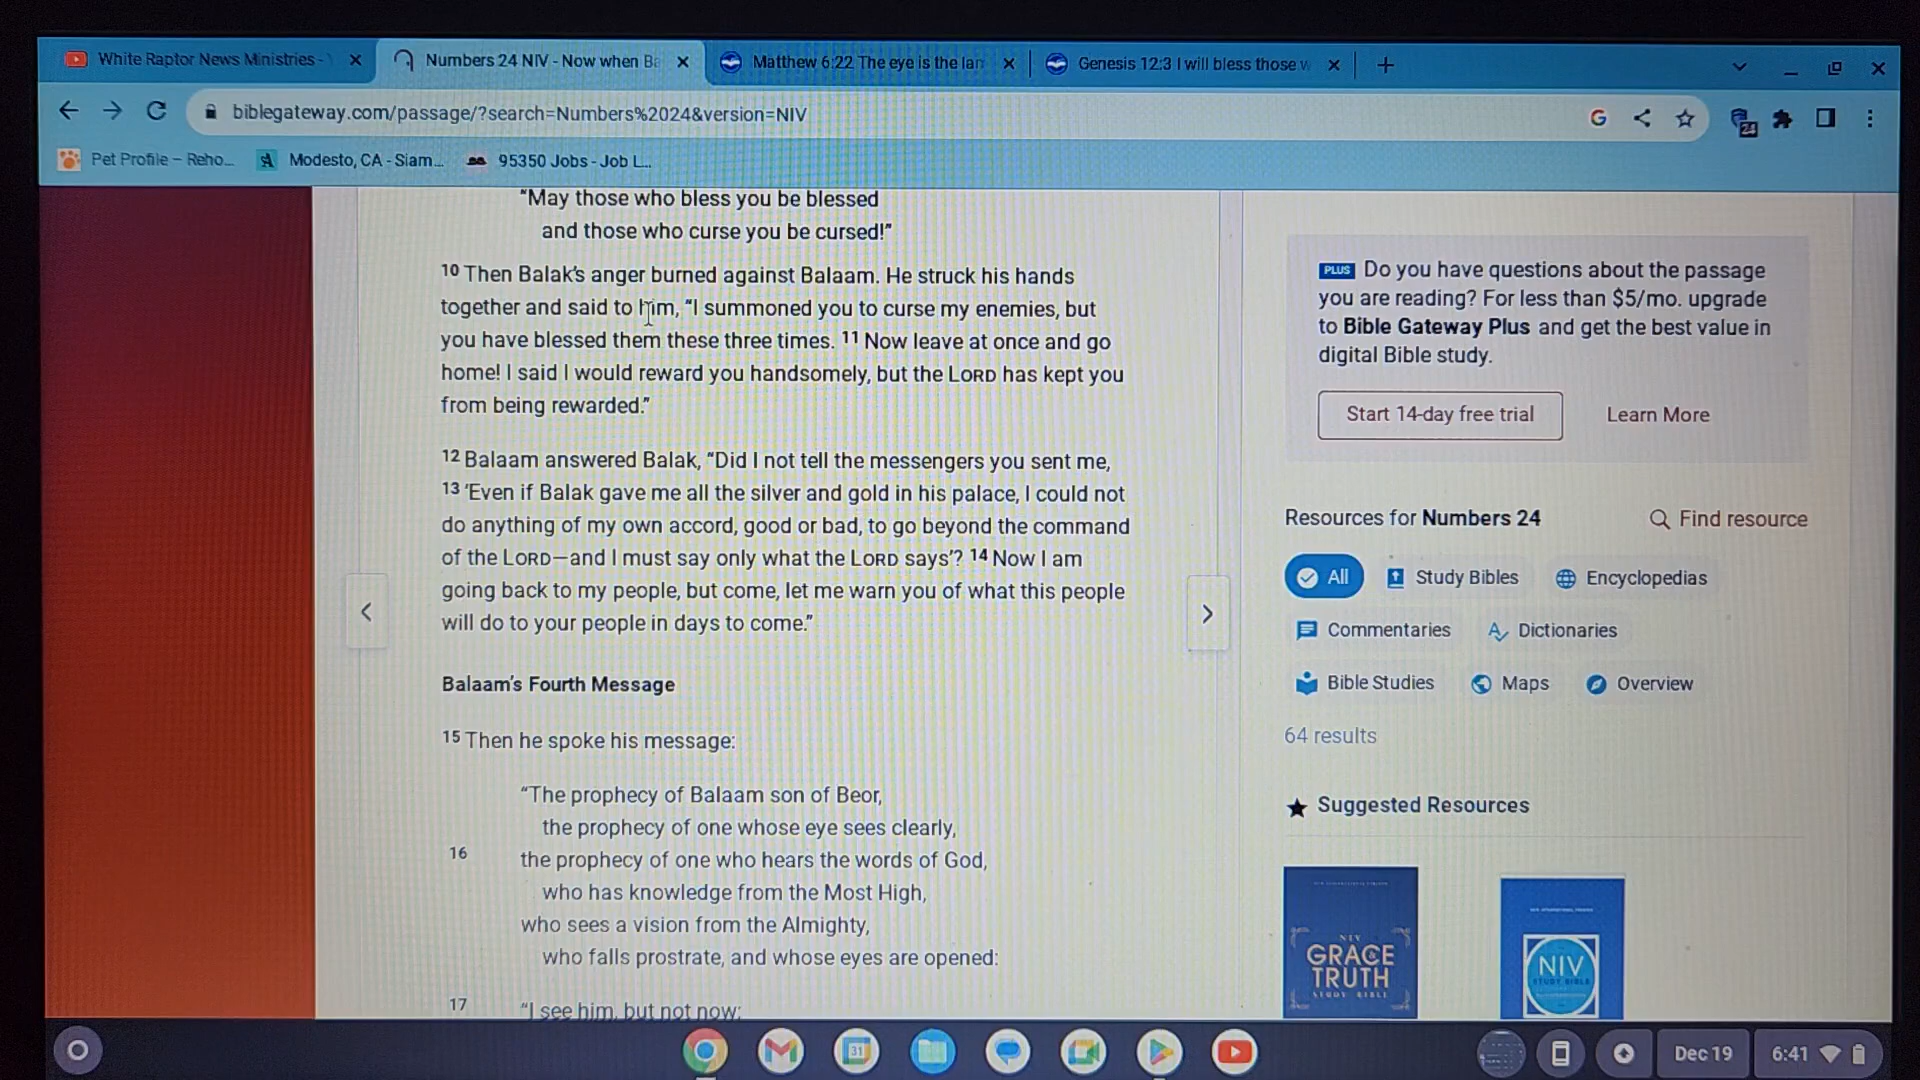 White Raptor News Ministries -
Numbers 24 NIV - Now when Ba
Matthew 6:22 The eye is the lan
Genesis 12:3 I will bless those w
biblegateway.com/passage/?search=Numbers%2024&version=NIV
24
Pet Profile – Reho...
Modesto, CA - Siam...
95350 Jobs - Job L...
“May those who bless you be blessed
and those who curse you be cursed!”
10 Then Balak’s anger burned against Balaam. He struck his hands
together and said to him, “I summoned you to curse my enemies, but
you have blessed them these three times. 11 Now leave at once and go
home! I said I would reward you handsomely, but the LORD has kept you
from being rewarded.”
12 Balaam answered Balak, “Did I not tell the messengers you sent me,
13 ‘Even if Balak gave me all the silver and gold in his palace, I could not
do anything of my own accord, good or bad, to go beyond the command
of the LORD—and I must say only what the LORD says’? 14 Now I am
going back to my people, but come, let me warn you of what this people
will do to your people in days to come.”
Balaam’s Fourth Message
15 Then he spoke his message:
“The prophecy of Balaam son of Beor,
the prophecy of one whose eye sees clearly,
16 the prophecy of one who hears the words of God,
who has knowledge from the Most High,
who sees a vision from the Almighty,
who falls prostrate, and whose eyes are opened:
17 “I see him, but not now;
PLUS Do you have questions about the passage
you are reading? For less than $5/mo. upgrade
to Bible Gateway Plus and get the best value in
digital Bible study.
Start 14-day free trial
Learn More
Resources for Numbers 24
Find resource
All
Study Bibles
Encyclopedias
Commentaries
Dictionaries
Bible Studies
Maps
Overview
64 results
Suggested Resources
NIV
GRACE
&
TRUTH
STUDY BIBLE
NIV
STUDY BIBLE
31
Dec 19
6:41